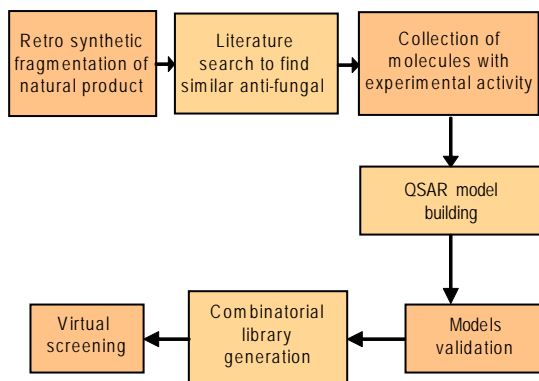 Retro synthetic
fragmentation of
natural product
Literature
search to find
similar anti-fungal
Collection of
molecules with
experimental activity
QSAR model
building
Models
validation
Combinatorial
library
generation
Virtual
screening